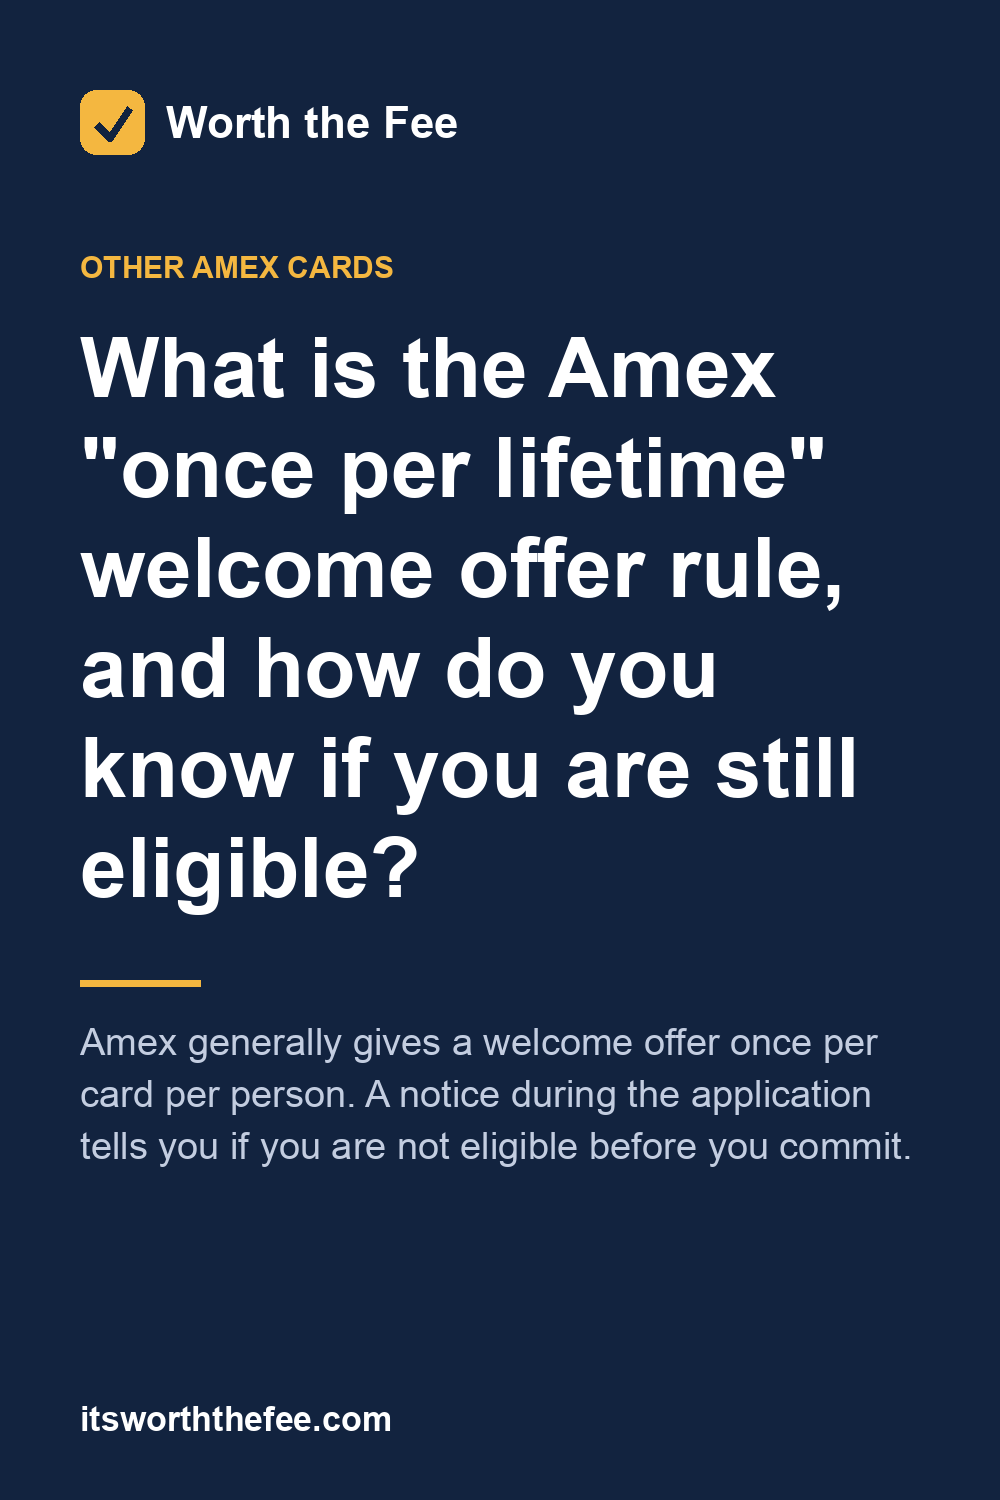 Worth the Fee
OTHER AMEX CARDS
What is the Amex
"once per lifetime"
welcome offer rule,
and how do you
know if you are still
eligible?
Amex generally gives a welcome offer once per
card per person. A notice during the application
tells you if you are not eligible before you commit.
itsworththefee.com